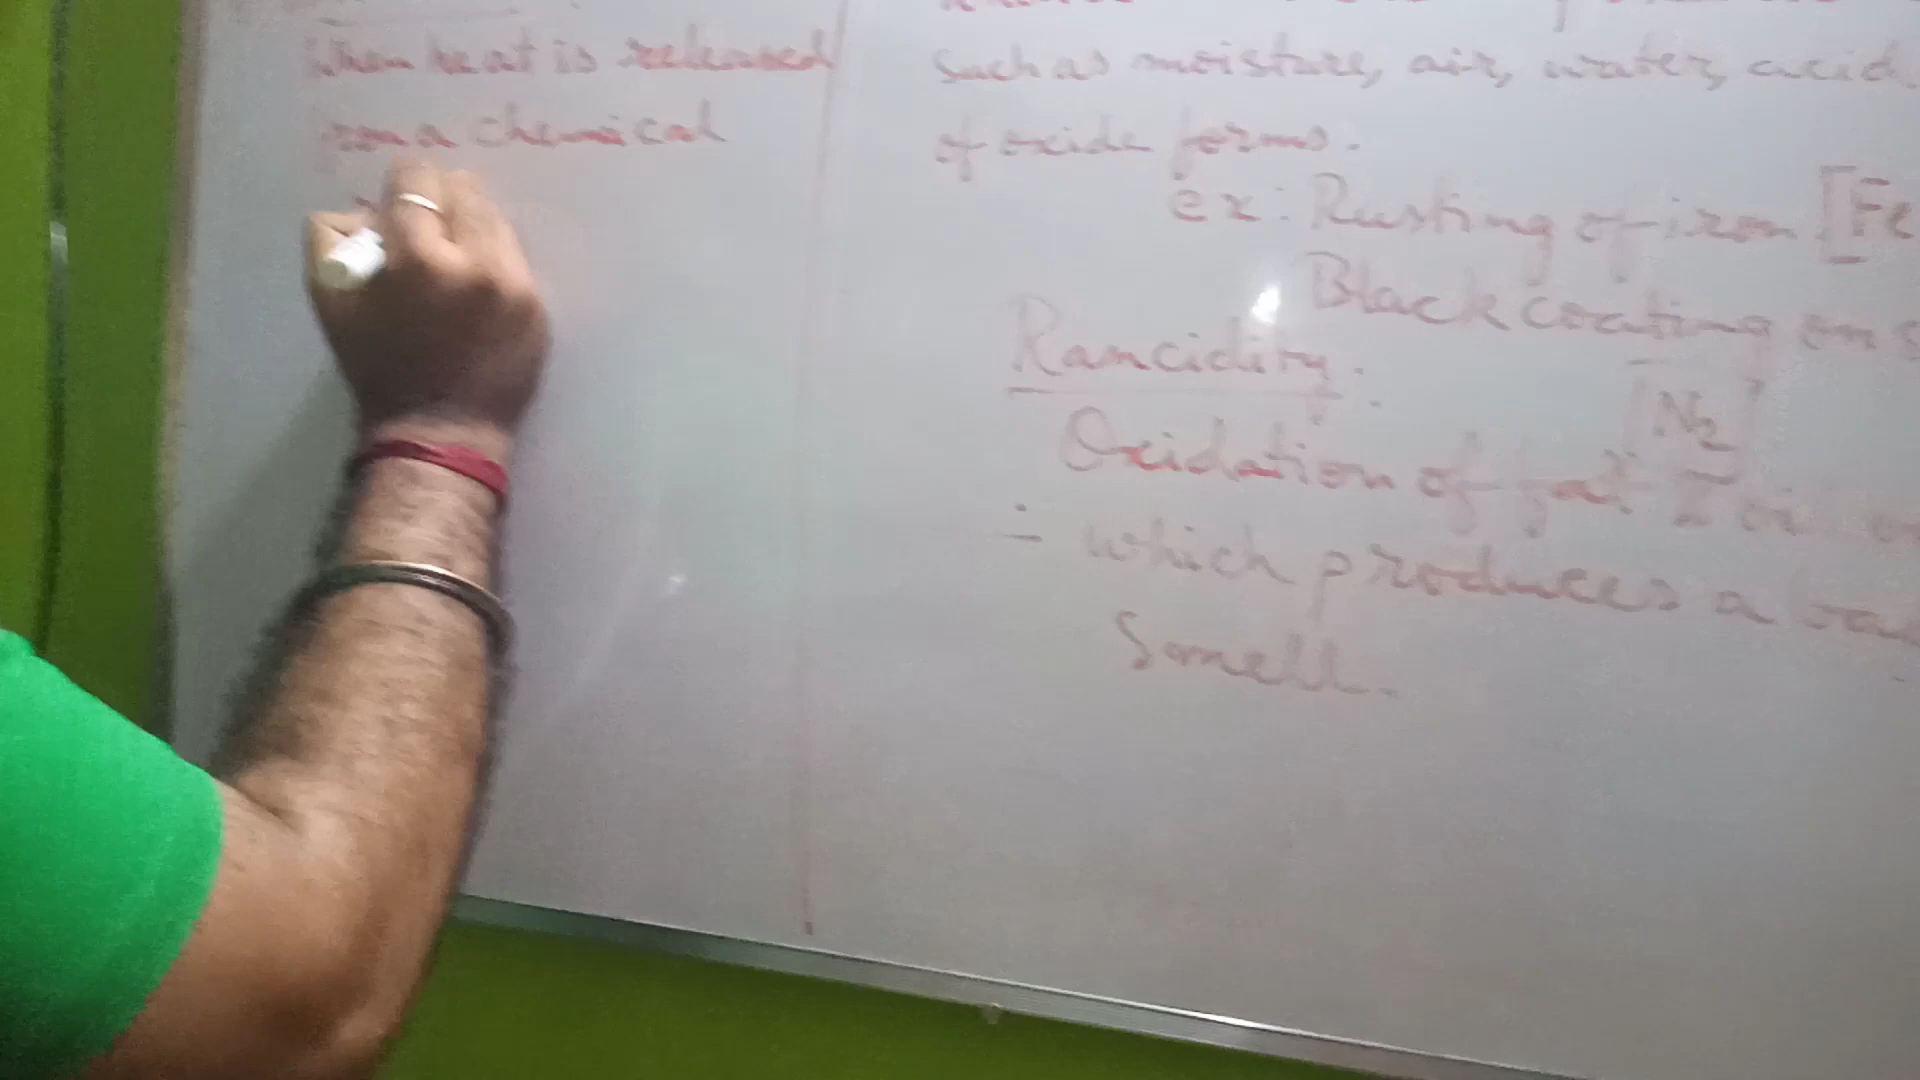 When heat is released
from a chemical
such as moisture, air, water, acid.
of oxide forms.
ex: Rusting of iron [Fe
Black coating on S
Rancidity.
[N2]
Oxidation of fat
which produces a
Smell.